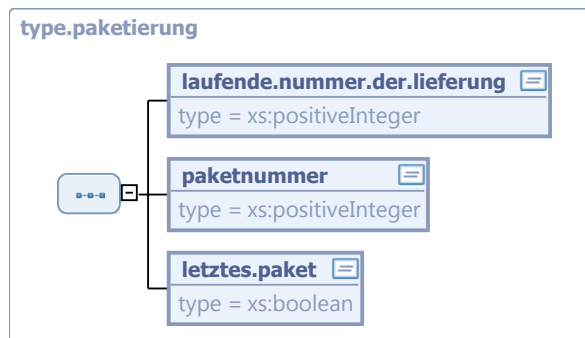 type.paketierung
laufende.nummer.der.lieferung
type = xs:positiveInteger
paketnummer
type = xs:positiveInteger
letztes.paket
type = xs:boolean